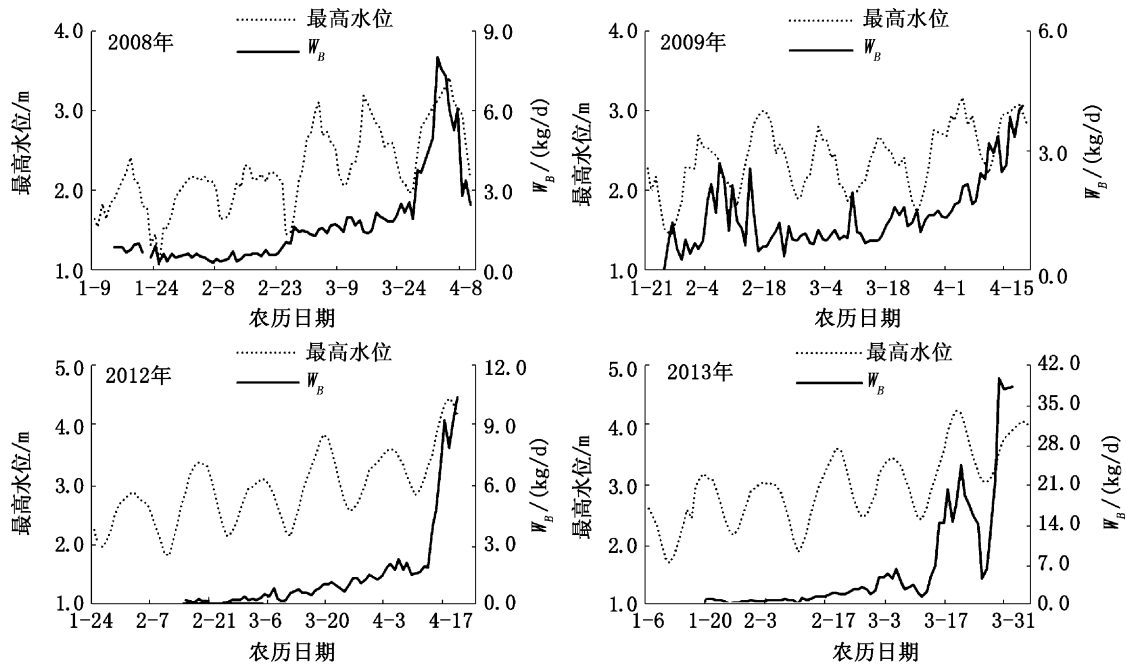 最高水位
W_B
2008年
4.0
3.0
2.0
1.0
最高水位/m
9.0
6.0
3.0
0.0
W_B/(kg/d)
1-9 1-24 2-8 2-23 3-9 3-24 4-8
农历日期
最高水位
W_B
2009年
4.0
3.0
2.0
1.0
最高水位/m
6.0
3.0
0.0
W_B/(kg/d)
1-21 2-4 2-18 3-4 3-18 4-1 4-15
农历日期
最高水位
W_B
2012年
5.0
4.0
3.0
2.0
1.0
最高水位/m
12.0
9.0
6.0
3.0
0.0
W_B/(kg/d)
1-24 2-7 2-21 3-6 3-20 4-3 4-17
农历日期
最高水位
W_B
2013年
5.0
4.0
3.0
2.0
1.0
最高水位/m
42.0
35.0
28.0
21.0
14.0
7.0
0.0
W_B/(kg/d)
1-6 1-20 2-3 2-17 3-3 3-17 3-31
农历日期